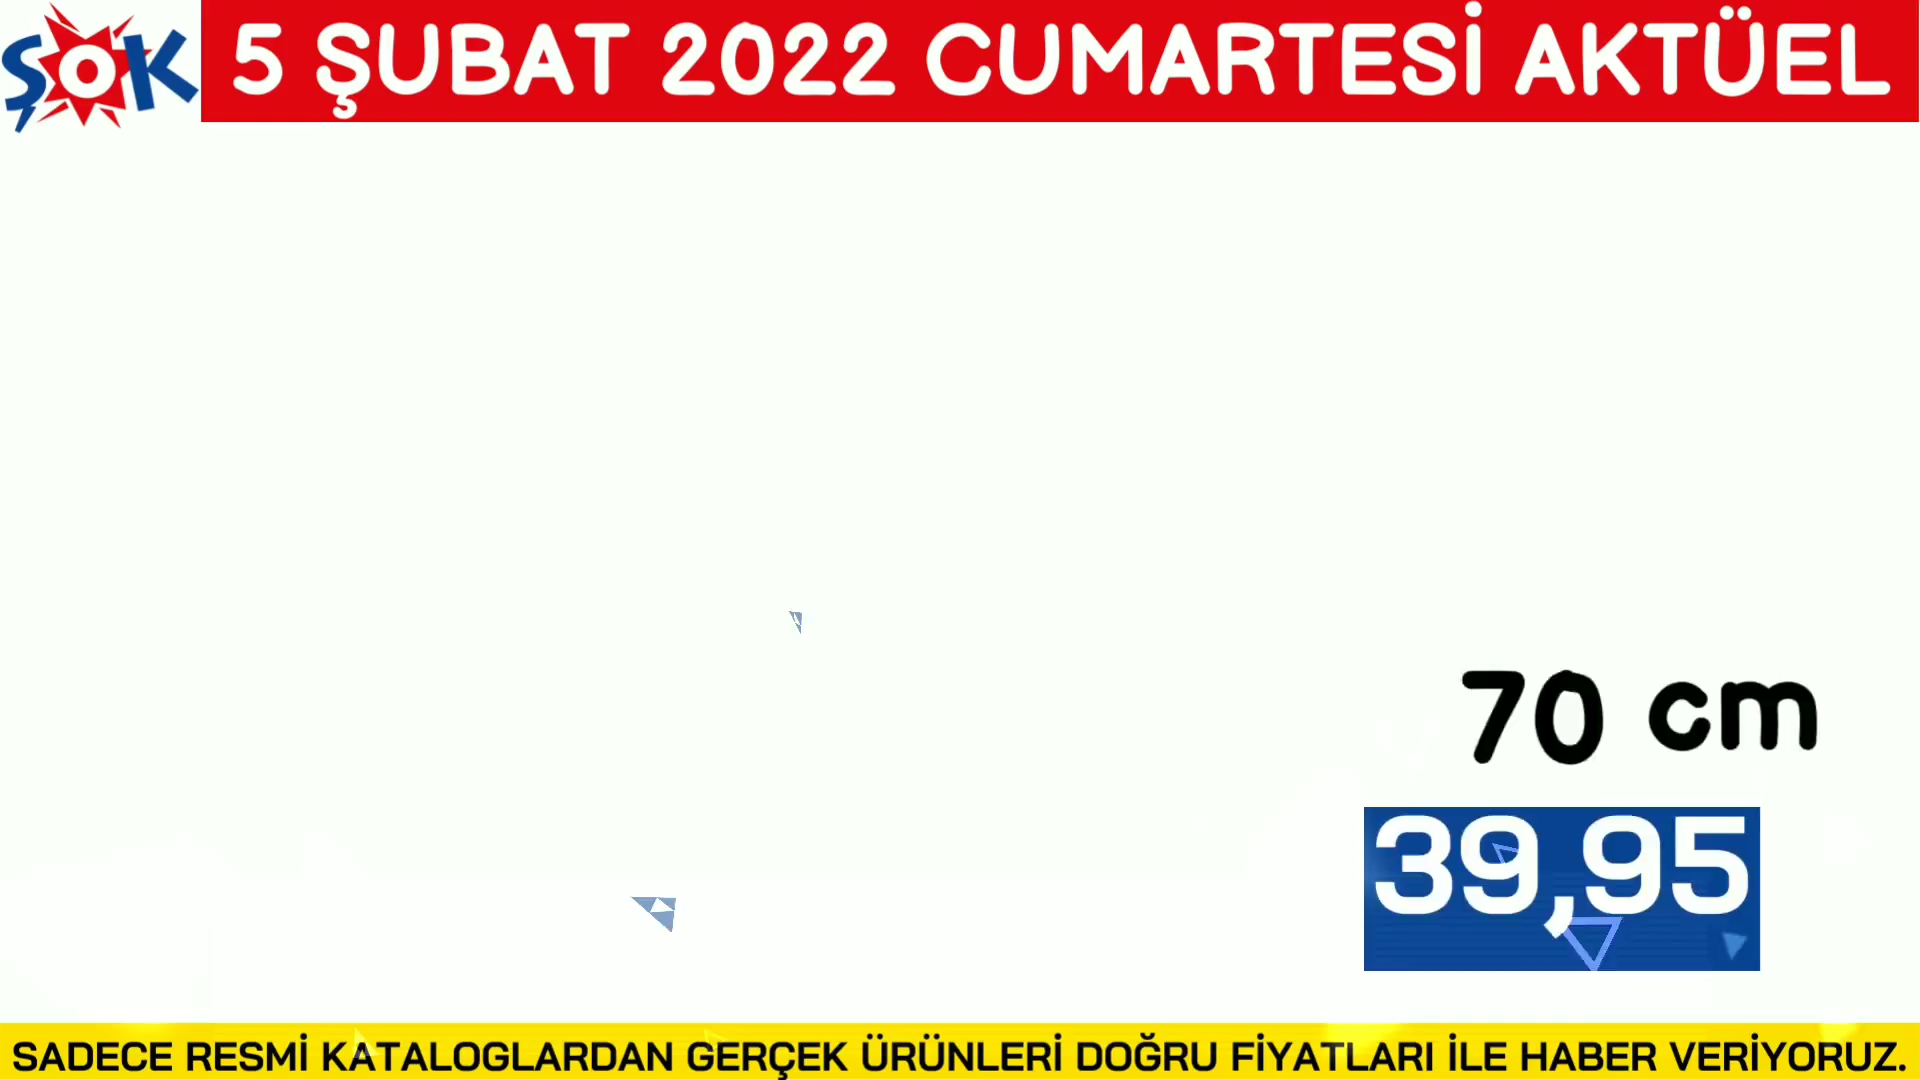 ŞOK
5 ŞUBAT 2022 CUMARTESİ AKTÜEL
70 cm
39,95
SADECE RESMİ KATALOGLARDAN GERÇEK ÜRÜNLERİ DOĞRU FİYATLARI İLE HABER VERİYORUZ.